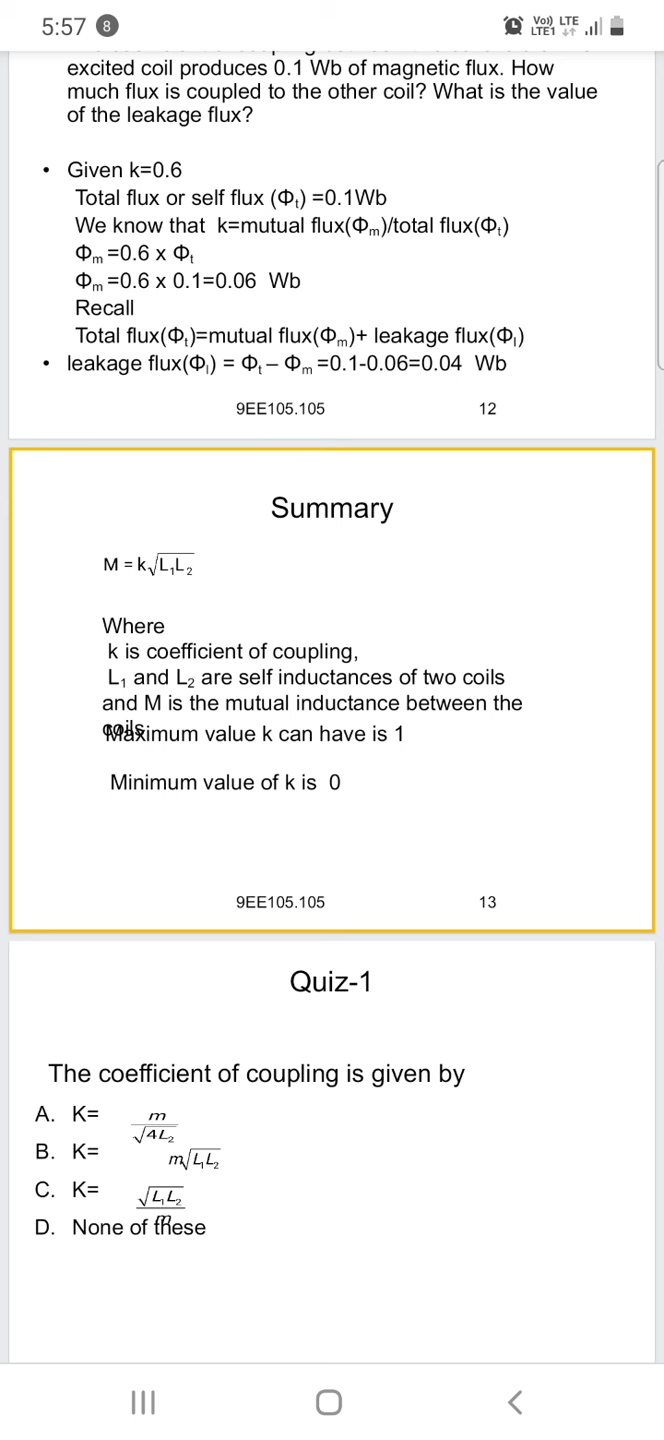 5:57 8 Vo)) LTE LTE1
excited coil produces 0.1 Wb of magnetic flux. How
much flux is coupled to the other coil? What is the value
of the leakage flux?
• Given k=0.6
Total flux or self flux (Φₜ) =0.1Wb
We know that k=mutual flux(Φₘ)/total flux(Φₜ)
Φₘ =0.6 x Φₜ
Φₘ =0.6 x 0.1=0.06 Wb
Recall
Total flux(Φₜ)=mutual flux(Φₘ)+ leakage flux(Φₗ)
• leakage flux(Φₗ) = Φₜ – Φₘ =0.1-0.06=0.04 Wb
9EE105.105 12
Summary
M = k√L₁L₂
Where
k is coefficient of coupling,
L₁ and L₂ are self inductances of two coils
and M is the mutual inductance between the
coils
Maximum value k can have is 1
Minimum value of k is 0
9EE105.105 13
Quiz-1
The coefficient of coupling is given by
A. K= m/√4L₂
B. K= m√L₁L₂
C. K= √L₁L₂/m
D. None of these